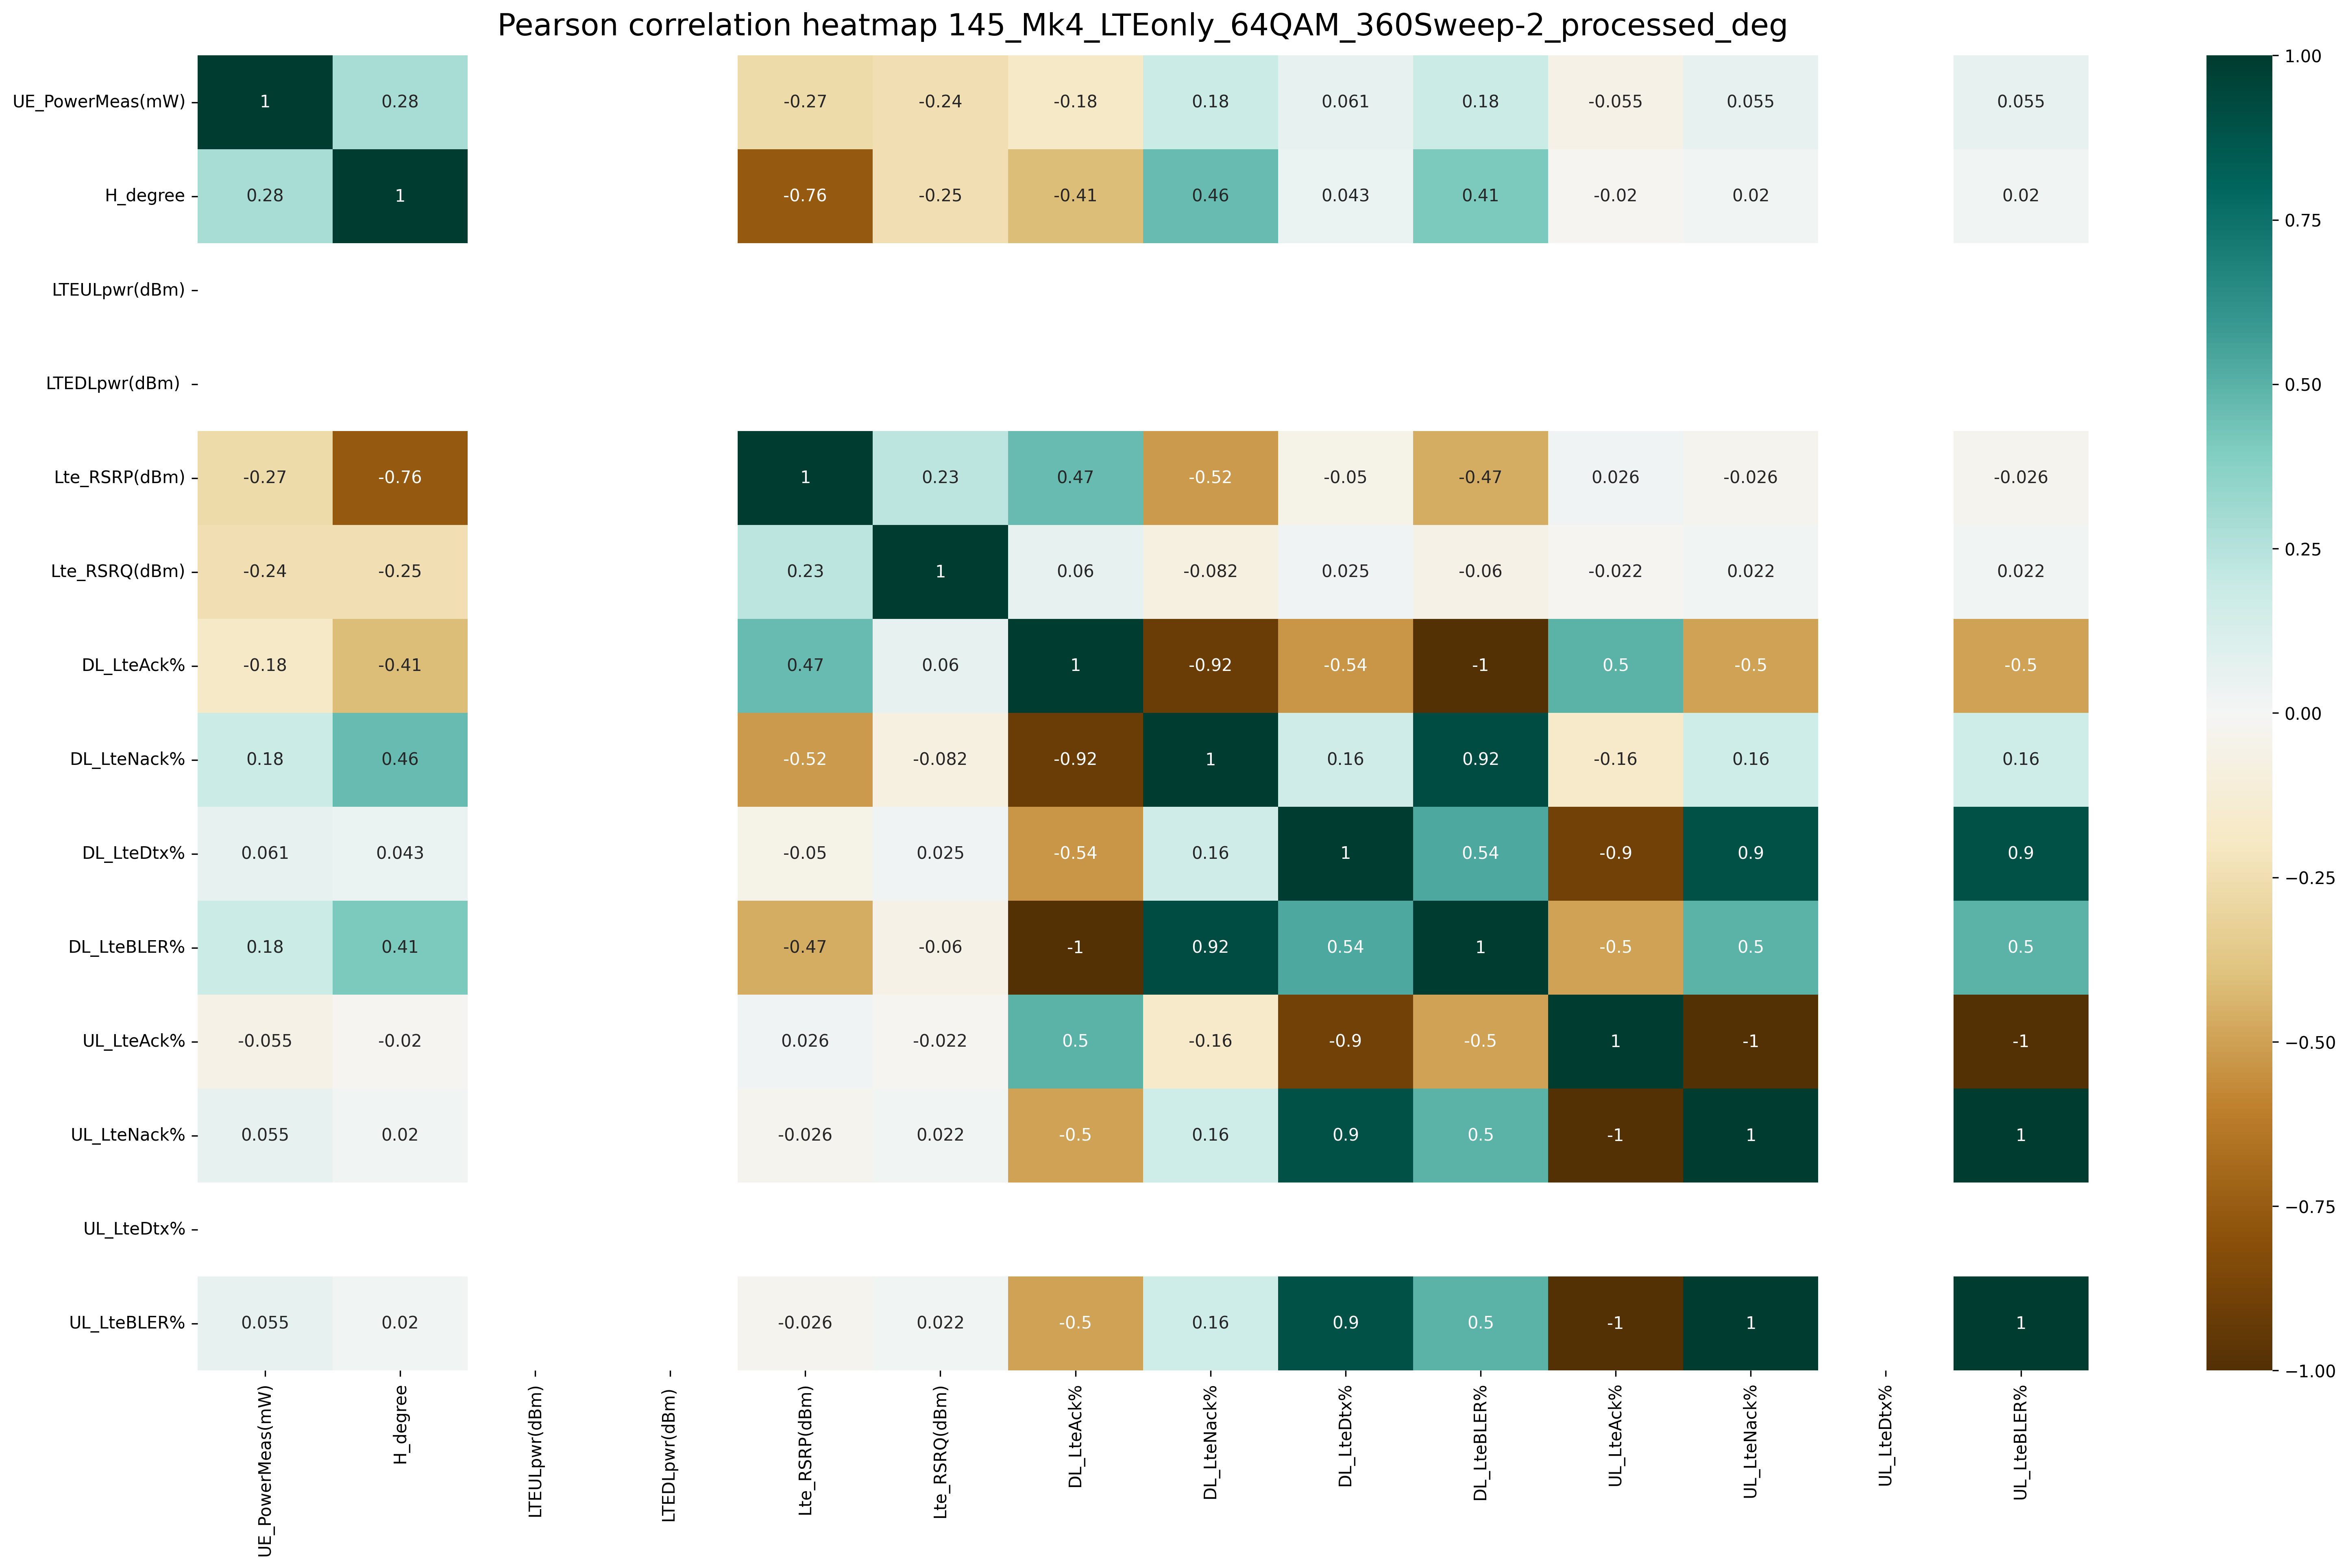 Pearson correlation heatmap 145_Mk4_LTEonly_64QAM_360Sweep-2_processed_deg
UE_PowerMeas(mW) 1 0.28 -0.27 -0.24 -0.18 0.18 0.061 0.18 -0.055 0.055 0.055
H_degree 0.28 1 -0.76 -0.25 -0.41 0.46 0.043 0.41 -0.02 0.02 0.02
LTEULpwr(dBm)
LTEDLpwr(dBm)
Lte_RSRP(dBm) -0.27 -0.76 1 0.23 0.47 -0.52 -0.05 -0.47 0.026 -0.026 -0.026
Lte_RSRQ(dBm) -0.24 -0.25 0.23 1 0.06 -0.082 0.025 -0.06 -0.022 0.022 0.022
DL_LteAck% -0.18 -0.41 0.47 0.06 1 -0.92 -0.54 -1 0.5 -0.5 -0.5
DL_LteNack% 0.18 0.46 -0.52 -0.082 -0.92 1 0.16 0.92 -0.16 0.16 0.16
DL_LteDtx% 0.061 0.043 -0.05 0.025 -0.54 0.16 1 0.54 -0.9 0.9 0.9
DL_LteBLER% 0.18 0.41 -0.47 -0.06 -1 0.92 0.54 1 -0.5 0.5 0.5
UL_LteAck% -0.055 -0.02 0.026 -0.022 0.5 -0.16 -0.9 -0.5 1 -1 -1
UL_LteNack% 0.055 0.02 -0.026 0.022 -0.5 0.16 0.9 0.5 -1 1 1
UL_LteDtx%
UL_LteBLER% 0.055 0.02 -0.026 0.022 -0.5 0.16 0.9 0.5 -1 1 1
UE_PowerMeas(mW)
H_degree
LTEULpwr(dBm)
LTEDLpwr(dBm)
Lte_RSRP(dBm)
Lte_RSRQ(dBm)
DL_LteAck%
DL_LteNack%
DL_LteDtx%
DL_LteBLER%
UL_LteAck%
UL_LteNack%
UL_LteDtx%
UL_LteBLER%
1.00
0.75
0.50
0.25
0.00
−0.25
−0.50
−0.75
−1.00